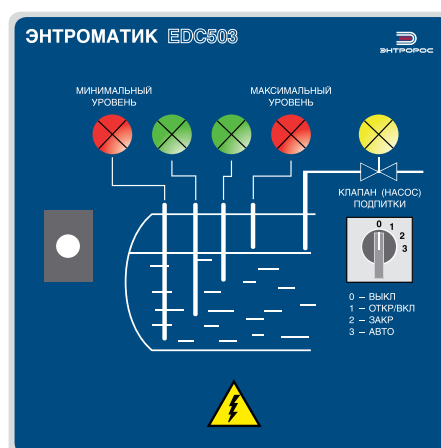 ЭНТРОМАТИК EDC503
ЭНТРОРОС
МИНИМАЛЬНЫЙ
УРОВЕНЬ
МАКСИМАЛЬНЫЙ
УРОВЕНЬ
КЛАПАН (НАСОС)
ПОДПИТКИ
0
1
2
3
0 – ВЫКЛ
1 – ОТКР/ВКЛ
2 – ЗАКР
3 – АВТО